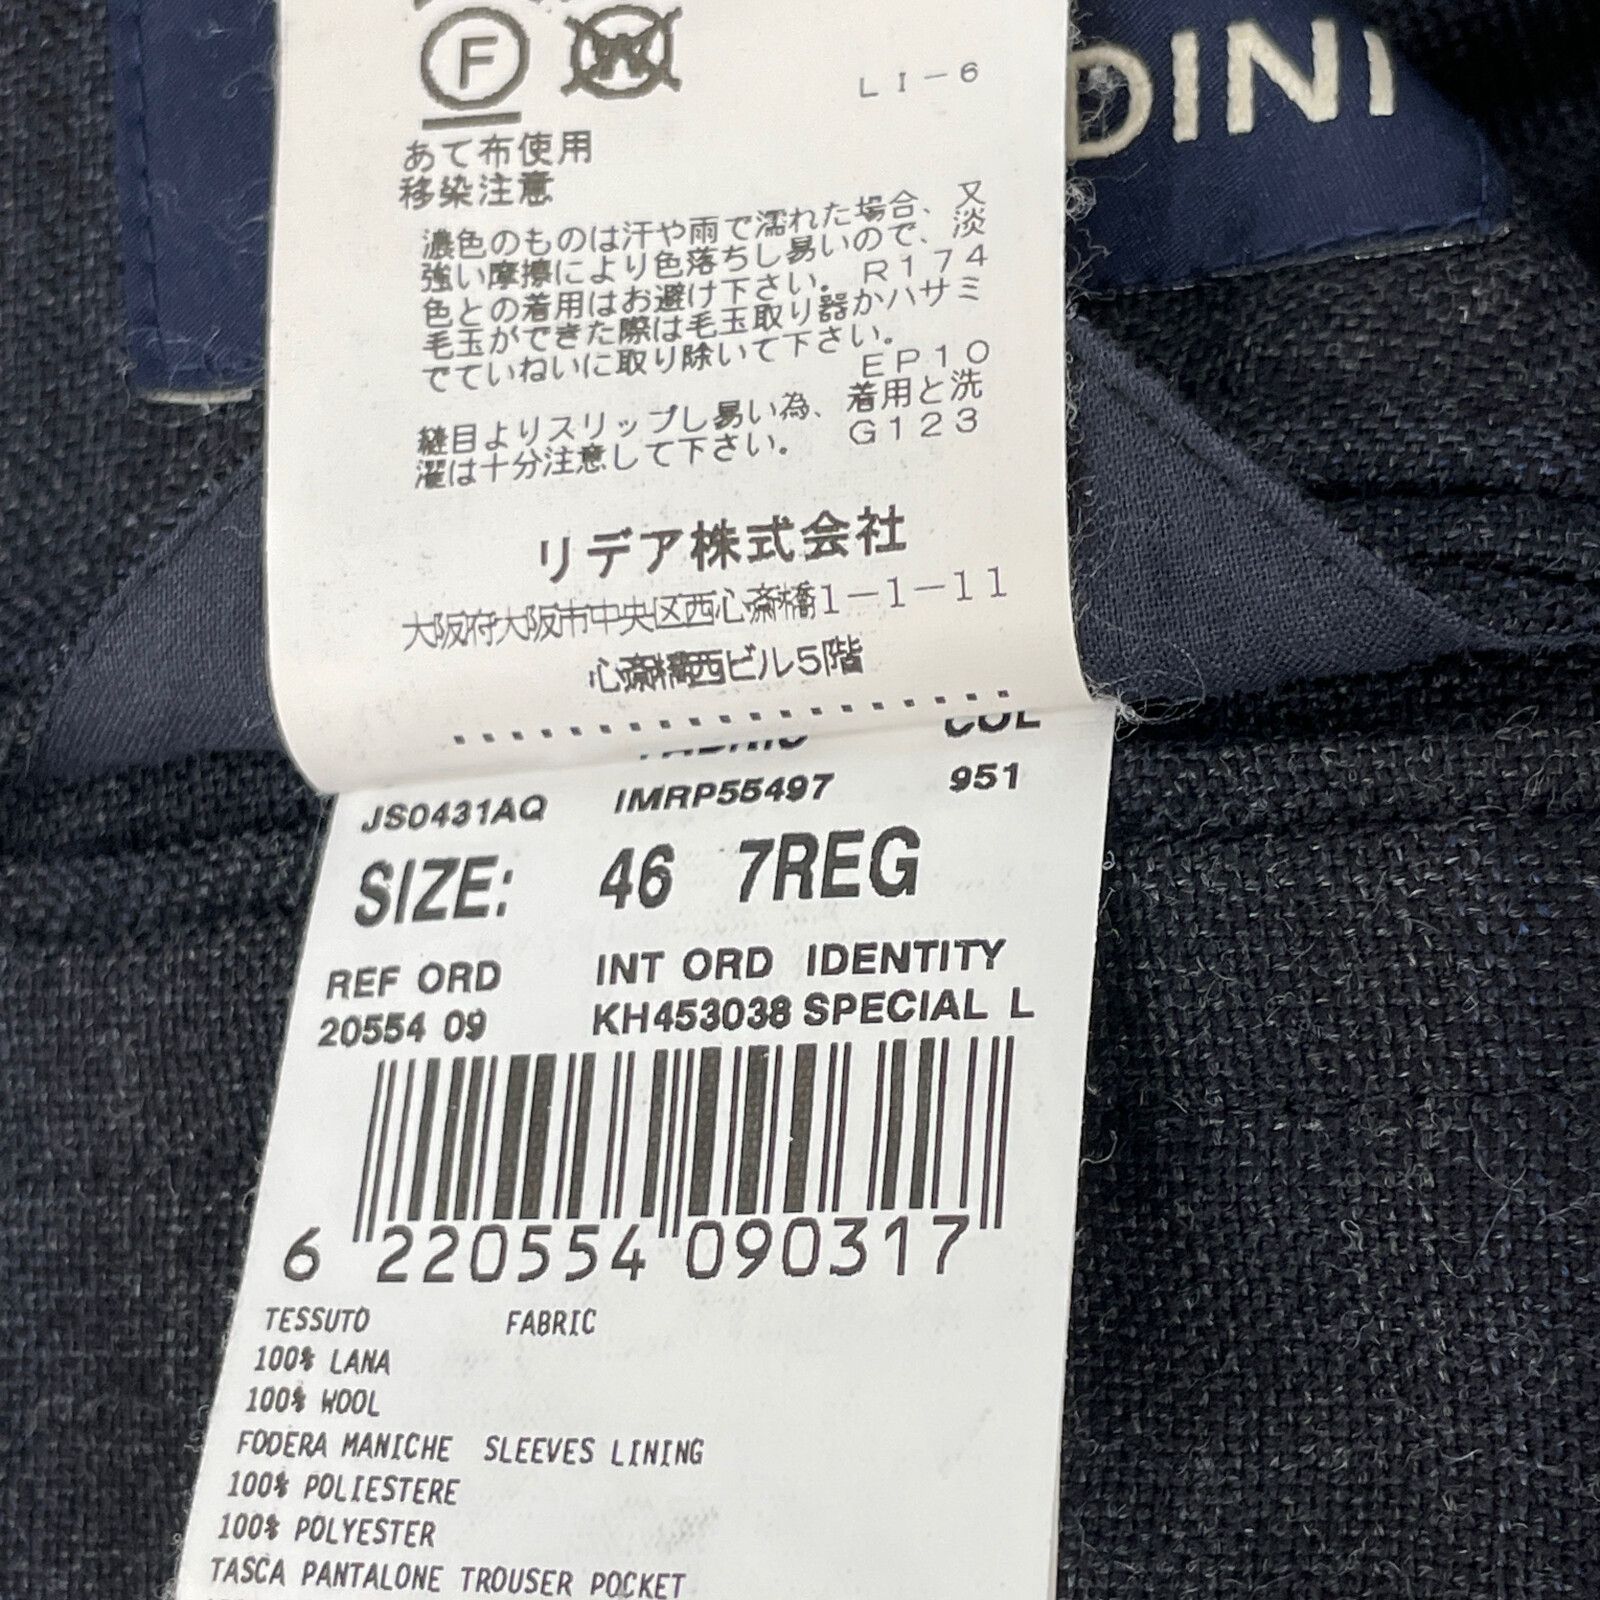 F
W
LI-6
DINI
あて布使用
移染注意
濃色のものは汗や雨で濡れた場合、又
強い摩擦により色落ちし易いので、淡
色との着用はお避け下さい。R174
毛玉ができた際は毛玉取り器かハサミ
でていねいに取り除いて下さい。
EP10
縫目よりスリップし易い為、着用と洗
濯は十分注意して下さい。 G123
リデア株式会社
大阪府大阪市中央区西心斎橋1-1-11
心斎橋西ビル5階
FABRIC COL
JS0431AQ IMRP55497 951
SIZE: 46 7REG
REF ORD INT ORD IDENTITY
20554 09 KH453038 SPECIAL L
6 220554 090317
TESSUTO FABRIC
100% LANA
100% WOOL
FODERA MANICHE SLEEVES LINING
100% POLIESTERE
100% POLYESTER
TASCA PANTALONE TROUSER POCKET